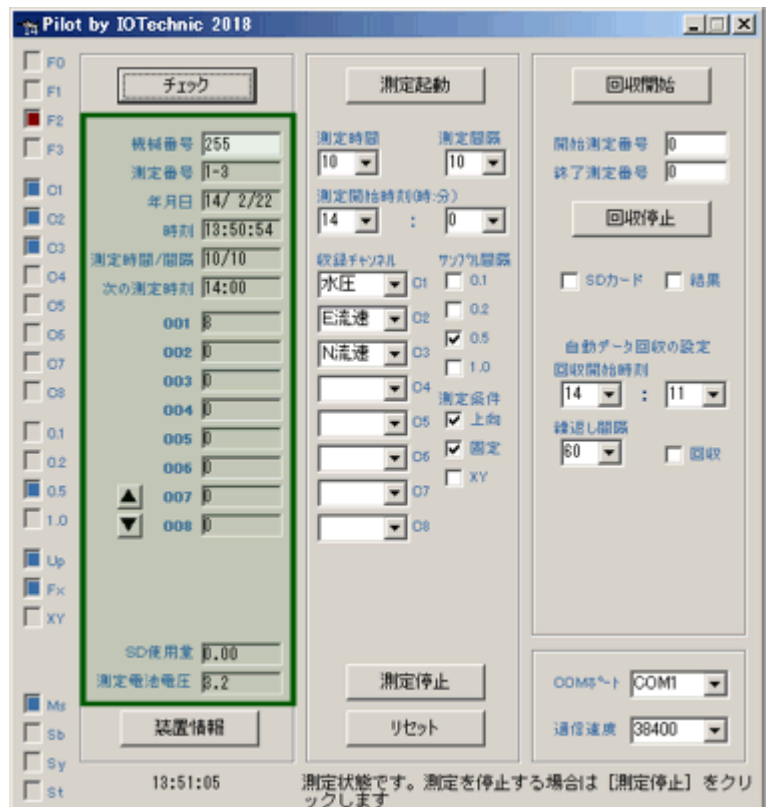 Pilot by IOTechnic 2018
F0
F1
F2
F3
C1
C2
C3
C4
C5
C6
C7
C8
0.1
0.2
0.5
1.0
Up
Fx
XY
Ms
Sb
Sy
St
チェック
機械番号 255
測定番号 1-3
年月日 14/ 2/22
時刻 13:50:54
測定時間/間隔 10/10
次の測定時刻 14:00
001 8
002 0
003 0
004 0
005 0
006 0
007 0
008 0
▲
▼
SD使用量 0.00
測定電池電圧 3.2
装置情報
13:51:05
測定起動
測定時間 測定間隔
10 10
測定開始時刻(時:分)
14 : 0
収録チャンネル サンプル間隔
水圧 C1 0.1
E流速 C2 0.2
N流速 C3 0.5
1.0
C4
測定条件
C5 上向
C6 固定
C7 XY
C8
測定停止
リセット
回収開始
開始測定番号 0
終了測定番号 0
回収停止
SDカード 結果
自動データ回収の設定
回収開始時刻
14 : 11
繰返し間隔
60 回収
COMポート COM1
通信速度 38400
測定状態です。測定を停止する場合は [測定停止] をクリ
ックします